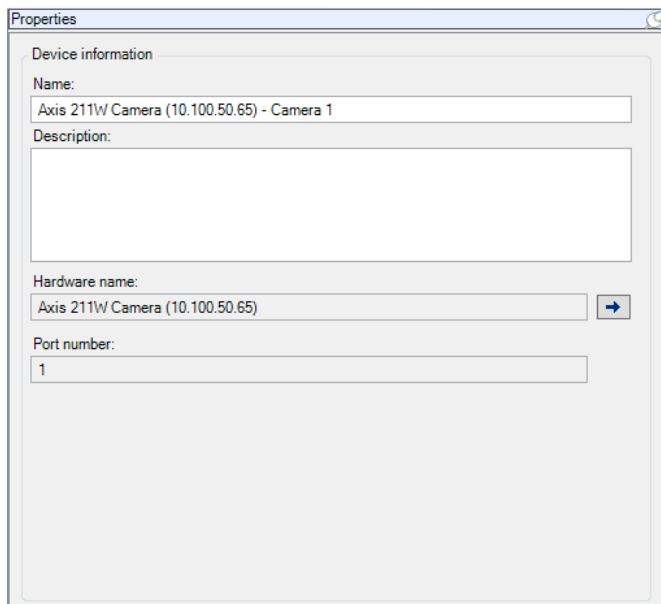 Properties
Device information
Name:
Axis 211W Camera (10.100.50.65) - Camera 1
Description:
Hardware name:
Axis 211W Camera (10.100.50.65)
Port number:
1